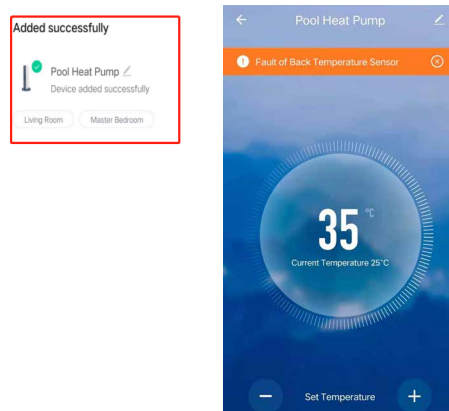 Added successfully
Pool Heat Pump
Device added successfully
Living Room
Master Bedroom
Pool Heat Pump
Fault of Back Temperature Sensor
35 °C
Current Temperature 25°C
Set Temperature